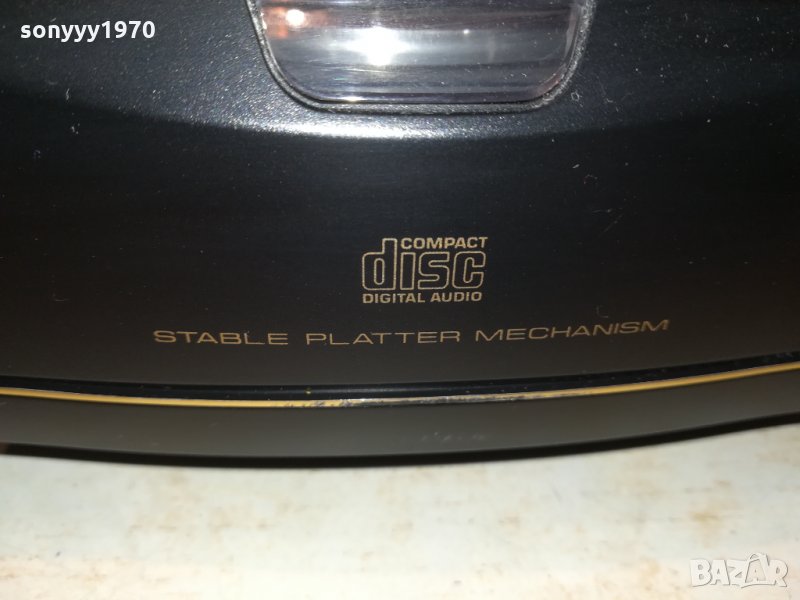 sonyyy1970
COMPACT
disc
DIGITAL AUDIO
STABLE PLATTER MECHANISM
BAZAR